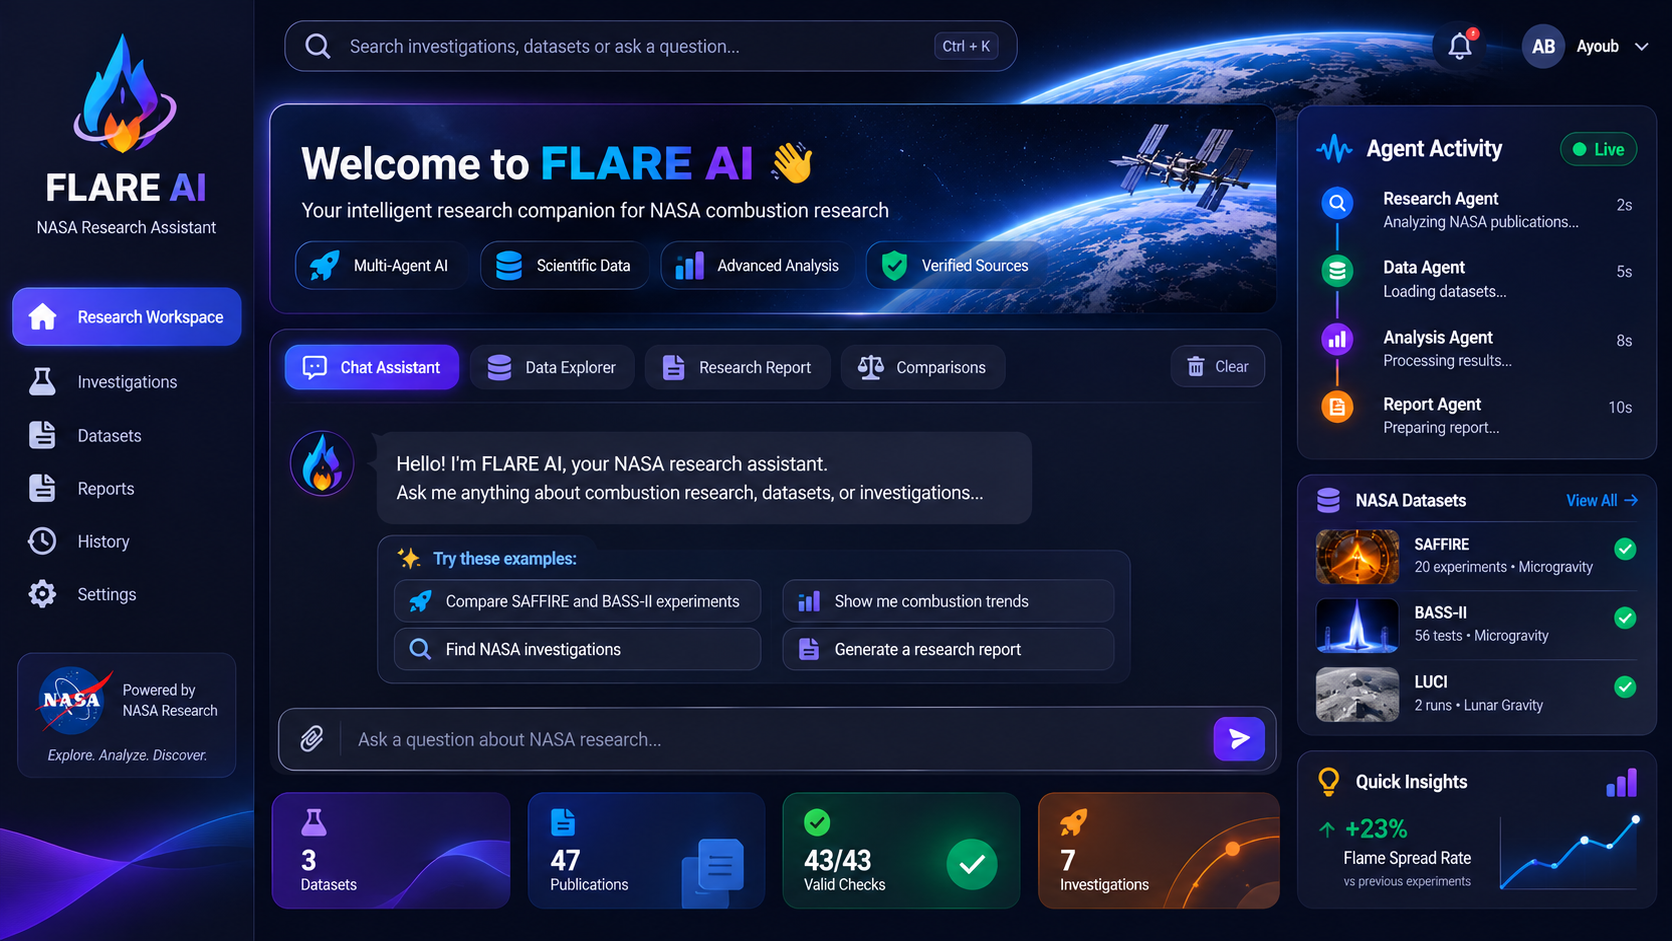 FLARE AI
NASA Research Assistant
Research Workspace
Investigations
Datasets
Reports
History
Settings
NASA
Powered by
NASA Research
Explore. Analyze. Discover.
Search investigations, datasets or ask a question...
Ctrl + K
AB
Ayoub
Welcome to FLARE AI 👋
Your intelligent research companion for NASA combustion research
Multi-Agent AI
Scientific Data
Advanced Analysis
Verified Sources
Chat Assistant
Data Explorer
Research Report
Comparisons
Clear
Hello! I'm FLARE AI, your NASA research assistant.
Ask me anything about combustion research, datasets, or investigations...
Try these examples:
Compare SAFFIRE and BASS-II experiments
Show me combustion trends
Find NASA investigations
Generate a research report
Ask a question about NASA research...
3
Datasets
47
Publications
43/43
Valid Checks
7
Investigations
Agent Activity
Live
Research Agent
2s
Analyzing NASA publications...
Data Agent
5s
Loading datasets...
Analysis Agent
8s
Processing results...
Report Agent
10s
Preparing report...
NASA Datasets
View All →
SAFFIRE
20 experiments • Microgravity
BASS-II
56 tests • Microgravity
LUCI
2 runs • Lunar Gravity
Quick Insights
↑ +23%
Flame Spread Rate
vs previous experiments